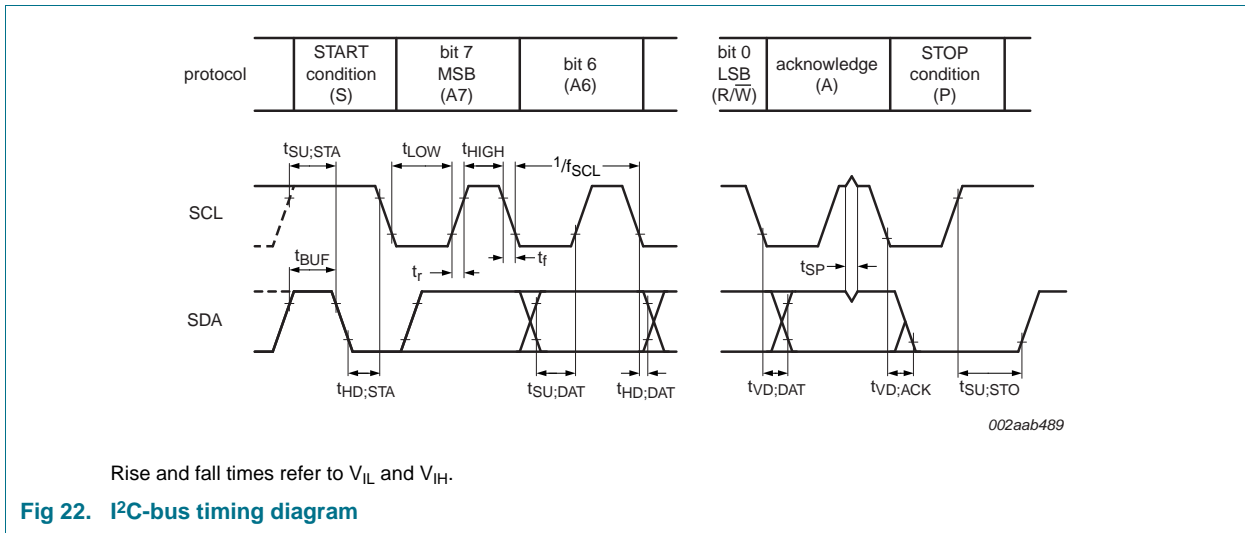 protocol
START
condition
(S)
bit 7
MSB
(A7)
bit 6
(A6)
bit 0
LSB
(R/W̅)
acknowledge
(A)
STOP
condition
(P)
tSU;STA
tLOW
tHIGH
1/fSCL
SCL
tBUF
tr
tf
tSP
SDA
tHD;STA
tSU;DAT
tHD;DAT
tVD;DAT
tVD;ACK
tSU;STO
002aab489
Rise and fall times refer to VIL and VIH.
Fig 22. I²C-bus timing diagram